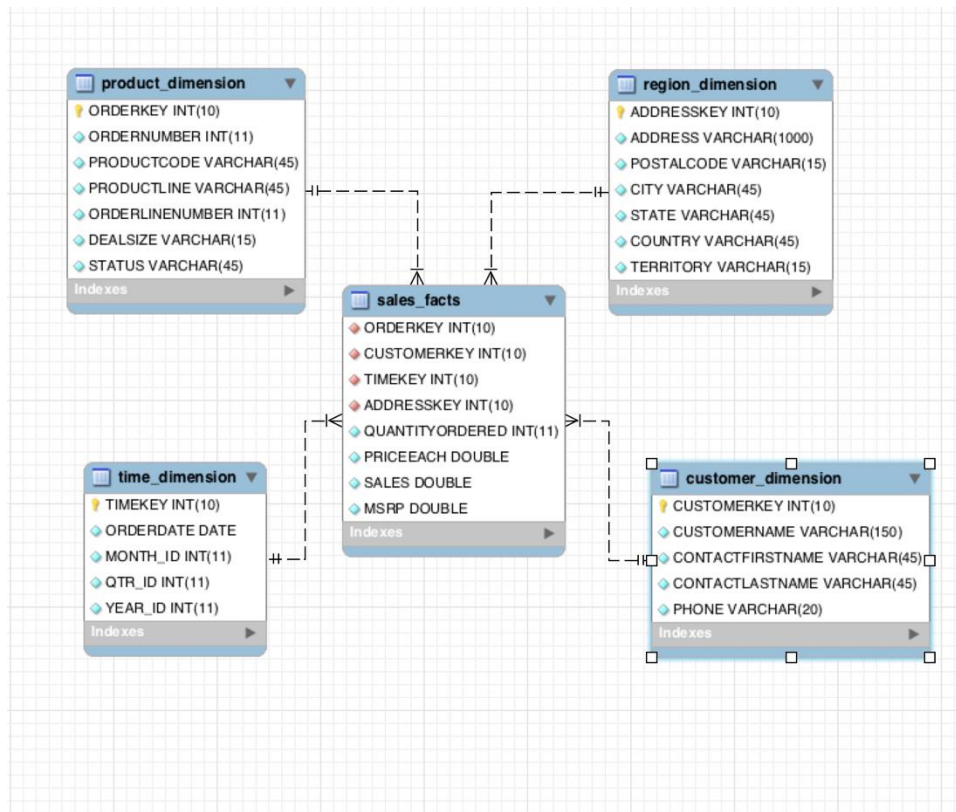 product_dimension
ORDERKEY INT(10)
ORDERNUMBER INT(11)
PRODUCTCODE VARCHAR(45)
PRODUCTLINE VARCHAR(45)
ORDERLINENUMBER INT(11)
DEALSIZE VARCHAR(15)
STATUS VARCHAR(45)
Indexes
region_dimension
ADDRESSKEY INT(10)
ADDRESS VARCHAR(1000)
POSTALCODE VARCHAR(15)
CITY VARCHAR(45)
STATE VARCHAR(45)
COUNTRY VARCHAR(45)
TERRITORY VARCHAR(15)
Indexes
sales_facts
ORDERKEY INT(10)
CUSTOMERKEY INT(10)
TIMEKEY INT(10)
ADDRESSKEY INT(10)
QUANTITYORDERED INT(11)
PRICEEACH DOUBLE
SALES DOUBLE
MSRP DOUBLE
Indexes
time_dimension
TIMEKEY INT(10)
ORDERDATE DATE
MONTH_ID INT(11)
QTR_ID INT(11)
YEAR_ID INT(11)
Indexes
customer_dimension
CUSTOMERKEY INT(10)
CUSTOMERNAME VARCHAR(150)
CONTACTFIRSTNAME VARCHAR(45)
CONTACTLASTNAME VARCHAR(45)
PHONE VARCHAR(20)
Indexes